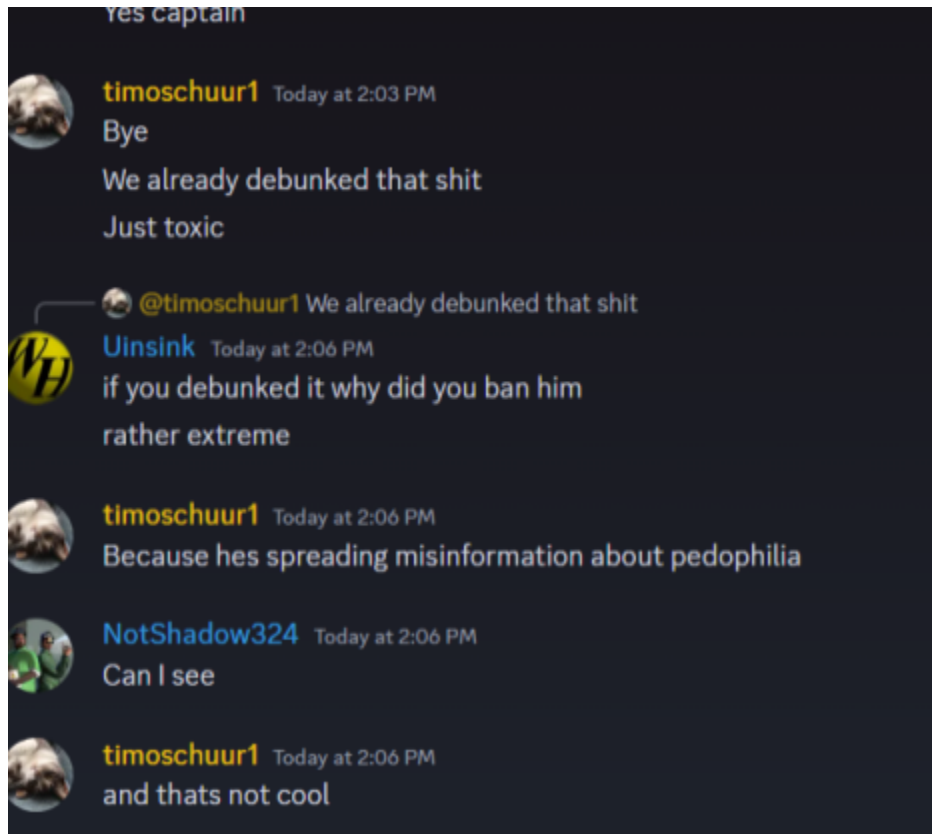 Yes captain
timoschuur1 Today at 2:03 PM
Bye
We already debunked that shit
Just toxic
@timoschuur1 We already debunked that shit
WH
Uinsink Today at 2:06 PM
if you debunked it why did you ban him
rather extreme
timoschuur1 Today at 2:06 PM
Because hes spreading misinformation about pedophilia
NotShadow324 Today at 2:06 PM
Can I see
timoschuur1 Today at 2:06 PM
and thats not cool